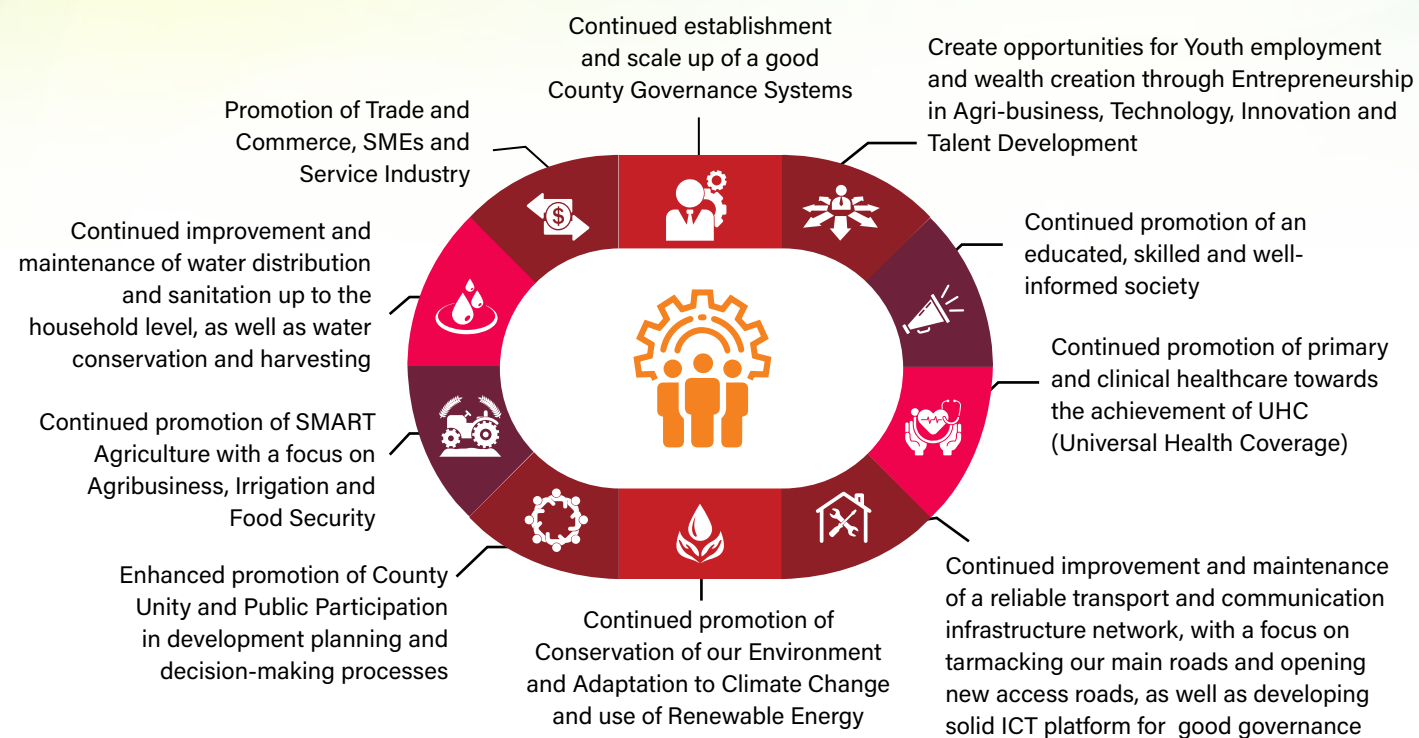 Continued establishment
and scale up of a good
County Governance Systems
Create opportunities for Youth employment
and wealth creation through Entrepreneurship
in Agri-business, Technology, Innovation and
Talent Development
Continued promotion of an
educated, skilled and well-
informed society
Continued promotion of primary
and clinical healthcare towards
the achievement of UHC
(Universal Health Coverage)
Continued improvement and maintenance
of a reliable transport and communication
infrastructure network, with a focus on
tarmacking our main roads and opening
new access roads, as well as developing
solid ICT platform for good governance
Continued promotion of
Conservation of our Environment
and Adaptation to Climate Change
and use of Renewable Energy
Enhanced promotion of County
Unity and Public Participation
in development planning and
decision-making processes
Continued promotion of SMART
Agriculture with a focus on
Agribusiness, Irrigation and
Food Security
Continued improvement and
maintenance of water distribution
and sanitation up to the
household level, as well as water
conservation and harvesting
Promotion of Trade and
Commerce, SMEs and
Service Industry
$